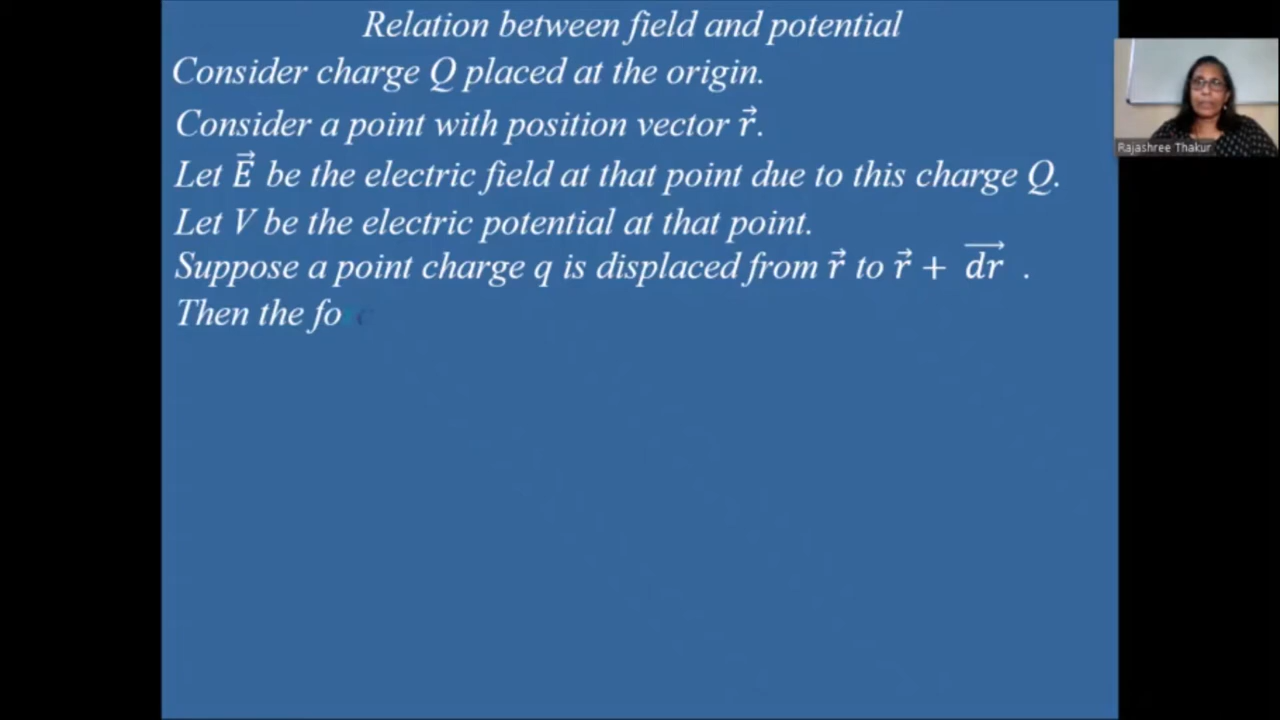 Relation between field and potential
Consider charge Q placed at the origin.
Consider a point with position vector r⃗.
Let E⃗ be the electric field at that point due to this charge Q.
Let V be the electric potential at that point.
Suppose a point charge q is displaced from r⃗ to r⃗ + d͞r⃗ .
Then the fo
Rajashree Thakur